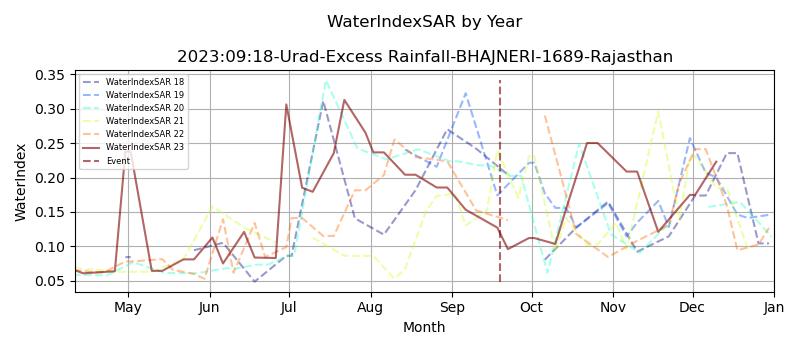 WaterIndexSAR by Year
2023:09:18-Urad-Excess Rainfall-BHAJNERI-1689-Rajasthan
WaterIndex
0.35
0.30
0.25
0.20
0.15
0.10
0.05
WaterIndexSAR 18
WaterIndexSAR 19
WaterIndexSAR 20
WaterIndexSAR 21
WaterIndexSAR 22
WaterIndexSAR 23
Event
May Jun Jul Aug Sep Oct Nov Dec Jan
Month